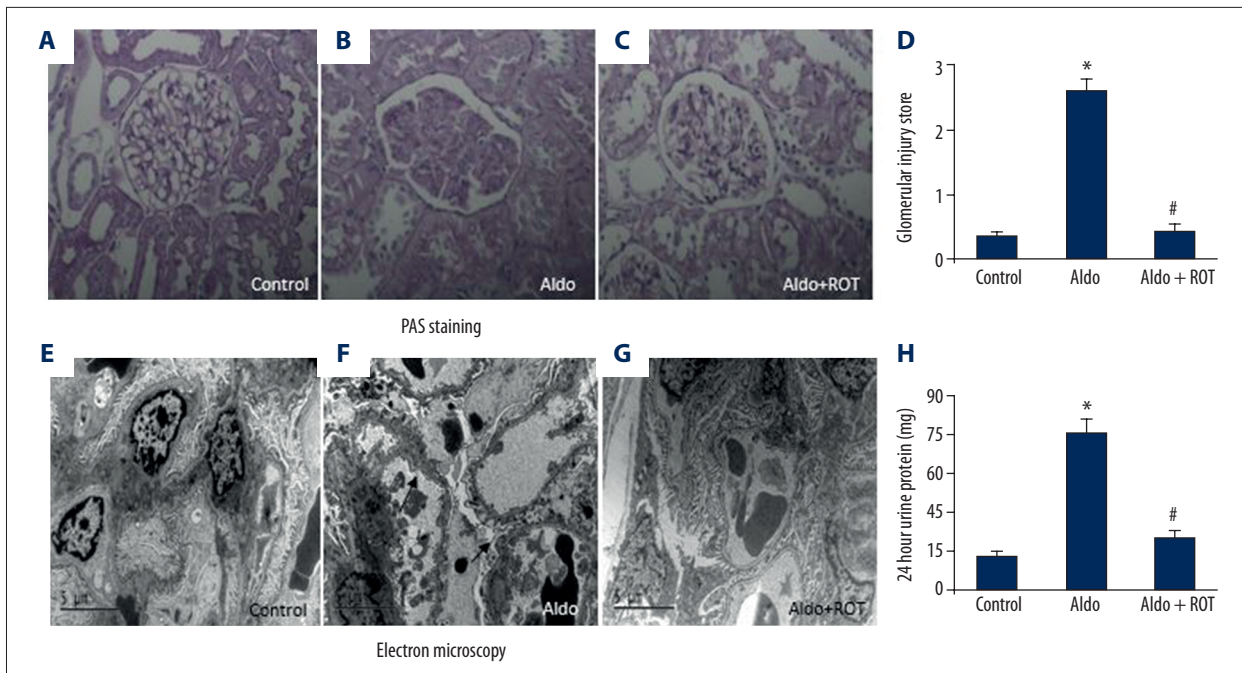 A
B
C
Control
Aldo
Aldo+ROT
PAS staining
D
3
2
1
0
Glomerular injury store
*
#
Control
Aldo
Aldo + ROT
E
F
G
5 μm
Control
Aldo
5 μm
Aldo+ROT
Electron microscopy
H
90
75
60
45
30
15
0
24 hour urine protein (mg)
*
#
Control
Aldo
Aldo + ROT